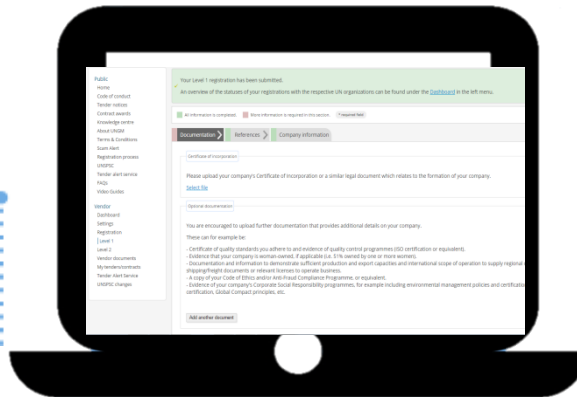 Public
Home
Code of conduct
Tender notices
Contract awards
Knowledge centre
About UNGM
Terms & Conditions
Scam Alert
Registration process
UNSPSC
Tender alert service
FAQs
Video Guides
Vendor
Dashboard
Settings
Registration
Level 1
Level 2
Vendor documents
My tenders/contracts
Tender Alert Service
UNSPSC changes
Your Level 1 registration has been submitted.
An overview of the statuses of your registrations with the respective UN organizations can be found under the Dashboard in the left menu.
All information is completed. More information is required in this section. * required field
Documentation References Company information
Certificate of incorporation
Please upload your company's Certificate of Incorporation or a similar legal document which relates to the formation of your company.
Select file
Optional documentation
You are encouraged to upload further documentation that provides additional details on your company.
These can for example be:
- Certificate of quality standards you adhere to and evidence of quality control programmes (ISO certification or equivalent).
- Evidence that your company is woman-owned, if applicable (i.e. 51% owned by one or more women).
- Documentation and information to demonstrate sufficient production and export capacities and international scope of operation to supply regional
shipping/freight documents or relevant licenses to operate business.
- A copy of your Code of Ethics and/or Anti-Fraud Compliance Programme or equivalent.
- Evidence of your company's Corporate Social Responsibility programmes, for example including environmental management policies and
certification, Global Compact principles, etc.
Add another document